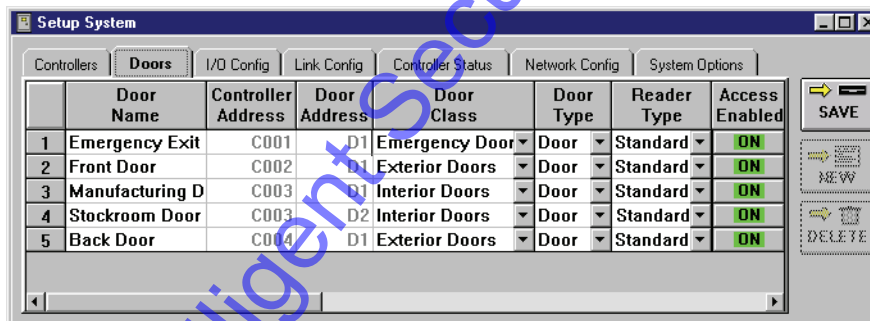 Setup System
Controllers Doors I/O Config Link Config Controller Status Network Config System Options
Door Name Controller Address Door Address Door Class Door Type Reader Type Access Enabled
1 Emergency Exit C001 D1 Emergency Door Door Standard ON
2 Front Door C002 D1 Exterior Doors Door Standard ON
3 Manufacturing D C003 D1 Interior Doors Door Standard ON
4 Stockroom Door C003 D2 Interior Doors Door Standard ON
5 Back Door C004 D1 Exterior Doors Door Standard ON
SAVE
NEW
DELETE
lligent Secu